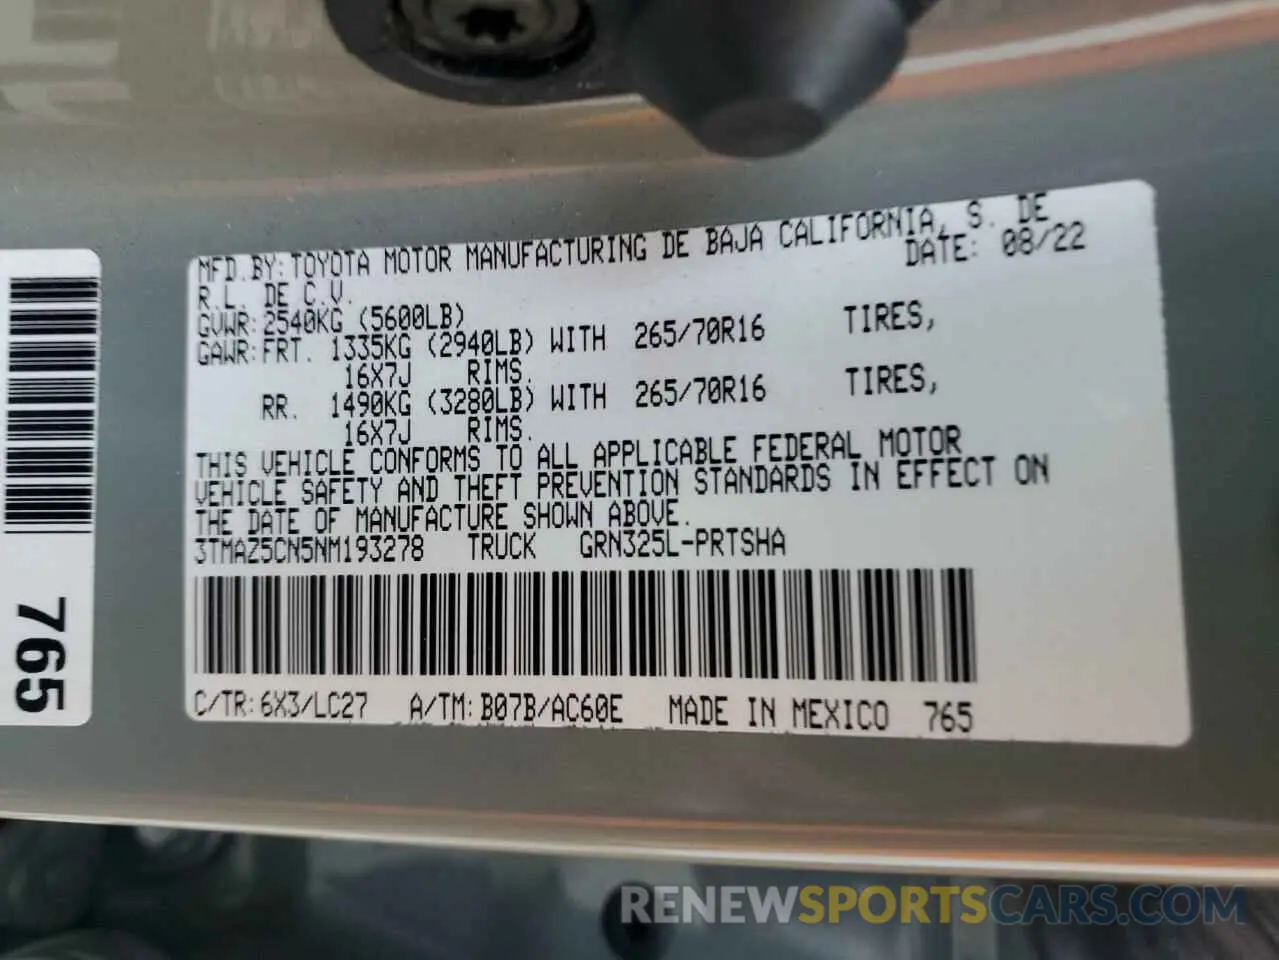 MFD.BY:TOYOTA MOTOR MANUFACTURING DE BAJA CALIFORNIA, S. DE
R.L. DE C.V. DATE: 08/22
GVWR:2540KG (5600LB)
GAWR:FRT. 1335KG (2940LB) WITH 265/70R16 TIRES,
16X7J RIMS.
RR. 1490KG (3280LB) WITH 265/70R16 TIRES,
16X7J RIMS.
THIS VEHICLE CONFORMS TO ALL APPLICABLE FEDERAL MOTOR
VEHICLE SAFETY AND THEFT PREVENTION STANDARDS IN EFFECT ON
THE DATE OF MANUFACTURE SHOWN ABOVE.
3TMAZ5CN5NM193278 TRUCK GRN325L-PRTSHA
C/TR:6X3/LC27 A/TM:B07B/AC60E MADE IN MEXICO 765
765
RENEWSPORTSCARS.COM